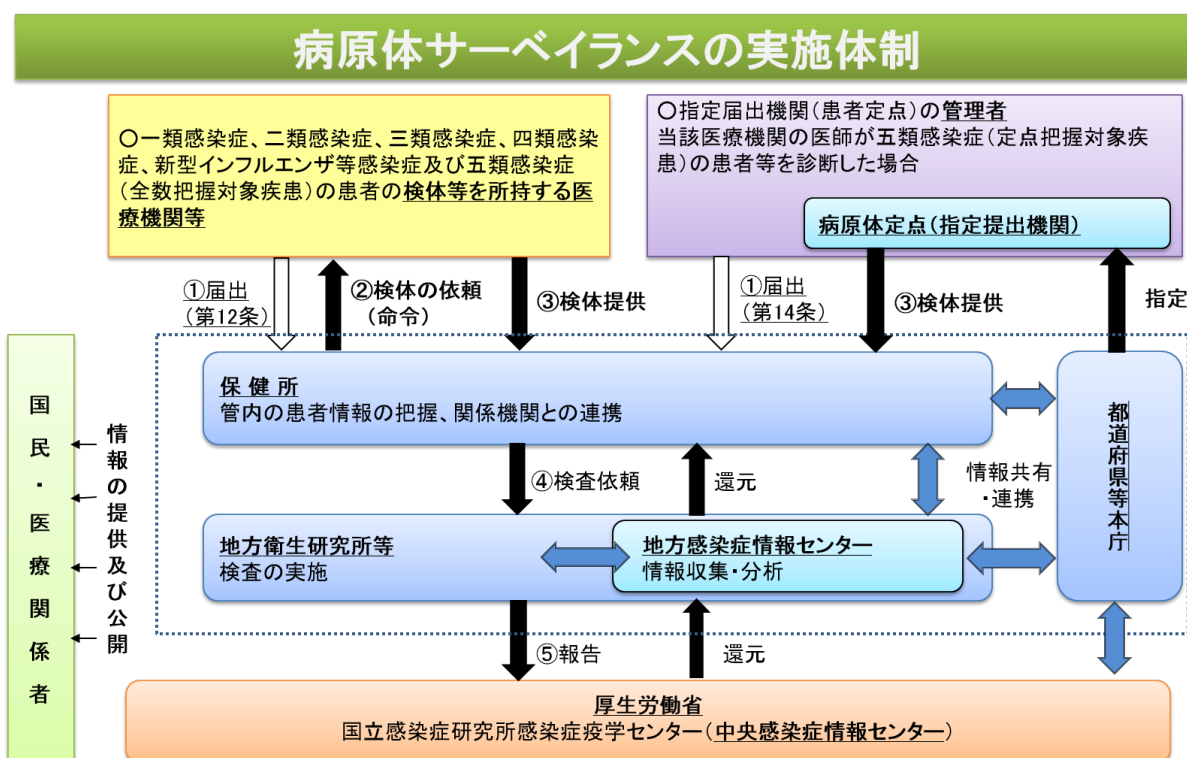 病原体サーベイランスの実施体制
○一類感染症、二類感染症、三類感染症、四類感染
症、新型インフルエンザ等感染症及び五類感染症
(全数把握対象疾患)の患者の検体等を所持する医
療機関等
○指定届出機関(患者定点)の管理者
当該医療機関の医師が五類感染症(定点把握対象疾
患)の患者等を診断した場合
病原体定点(指定提出機関)
①届出
(第12条)
②検体の依頼
(命令)
③検体提供
①届出
(第14条)
③検体提供
指定
保健所
管内の患者情報の把握、関係機関との連携
④検査依頼
還元
情報共有
・連携
都道府県等本庁
地方衛生研究所等
検査の実施
地方感染症情報センター
情報収集・分析
⑤報告
還元
厚生労働省
国立感染症研究所感染症疫学センター(中央感染症情報センター)
国民・医療関係者
情報の提供及び公開